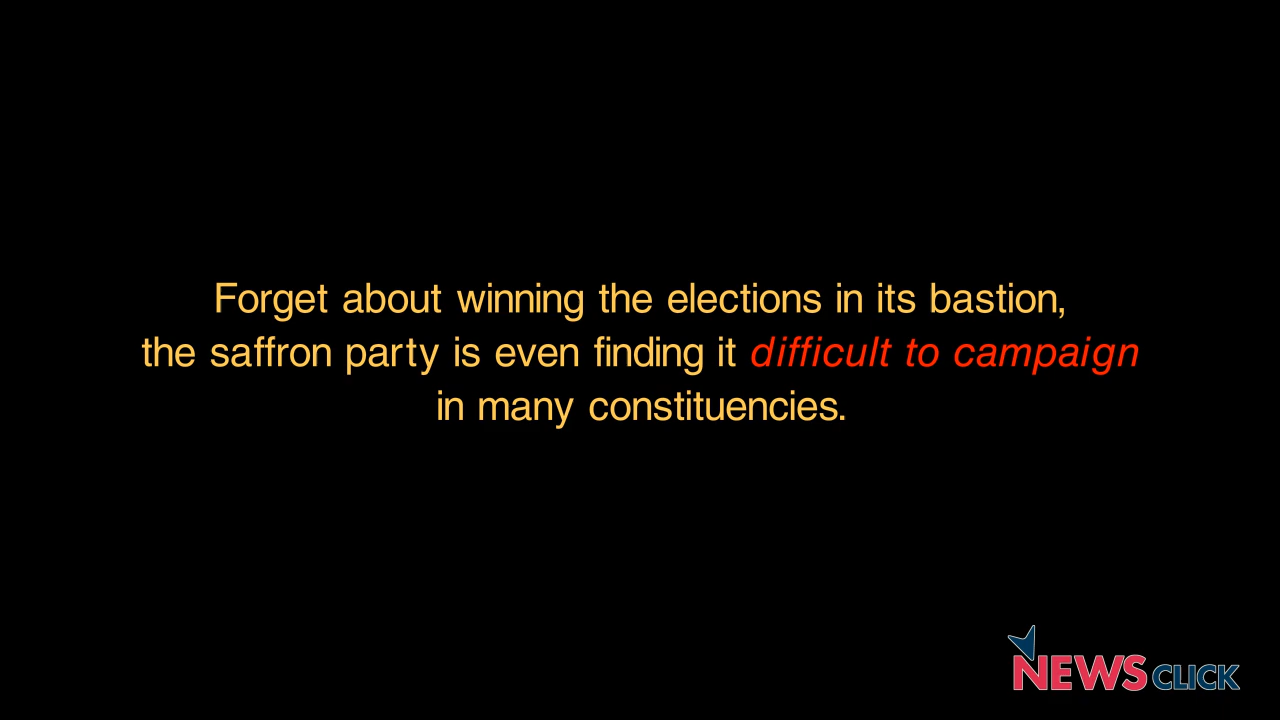 Forget about winning the elections in its bastion,
the saffron party is even finding it difficult to campaign
in many constituencies.
NEWSCLICK